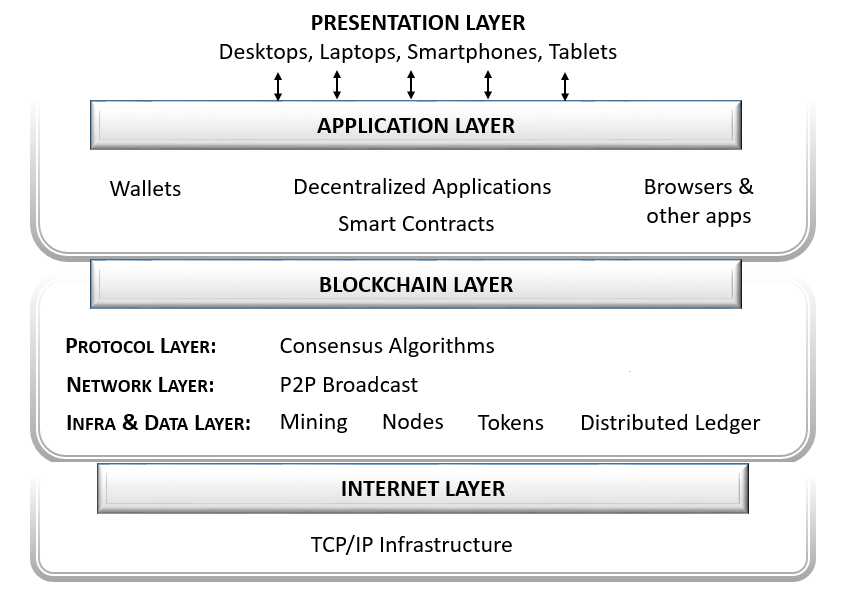 PRESENTATION LAYER
Desktops, Laptops, Smartphones, Tablets
APPLICATION LAYER
Wallets
Decentralized Applications
Smart Contracts
Browsers &
other apps
BLOCKCHAIN LAYER
PROTOCOL LAYER: Consensus Algorithms
NETWORK LAYER: P2P Broadcast
INFRA & DATA LAYER: Mining Nodes Tokens Distributed Ledger
INTERNET LAYER
TCP/IP Infrastructure